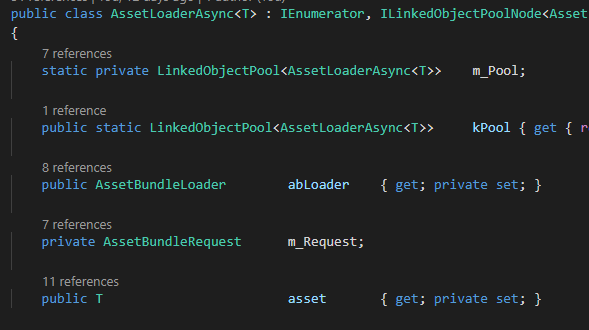 public class AssetLoaderAsync<T> : IEnumerator, ILinkedObjectPoolNode<Asset
{
7 references
static private LinkedObjectPool<AssetLoaderAsync<T>> m_Pool;
1 reference
public static LinkedObjectPool<AssetLoaderAsync<T>> kPool { get { r
8 references
public AssetBundleLoader abLoader { get; private set; }
7 references
private AssetBundleRequest m_Request;
11 references
public T asset { get; private set; }